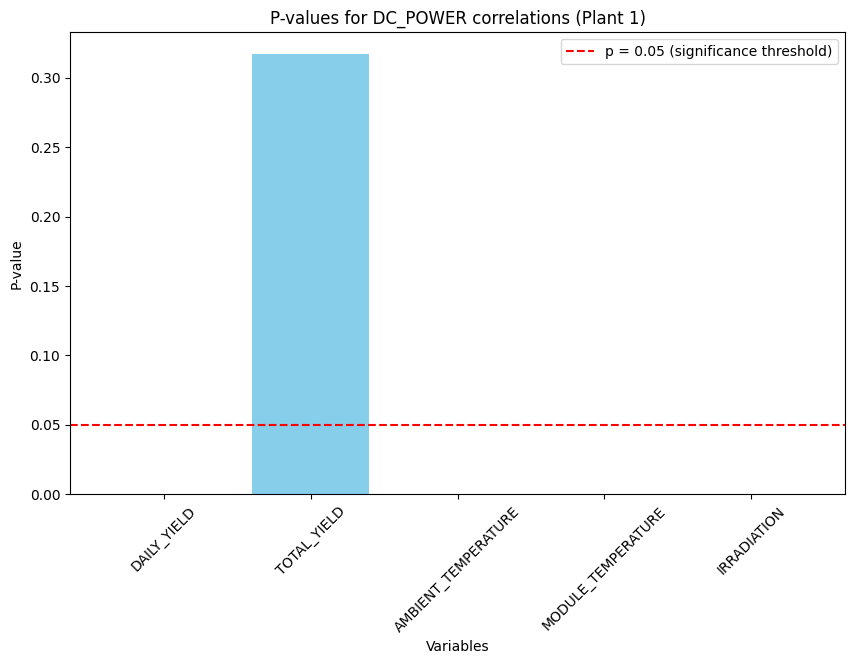 P-values for DC_POWER correlations (Plant 1)
p = 0.05 (significance threshold)
P-value
0.30
0.25
0.20
0.15
0.10
0.05
0.00
DAILY_YIELD
TOTAL_YIELD
AMBIENT_TEMPERATURE
MODULE_TEMPERATURE
IRRADIATION
Variables